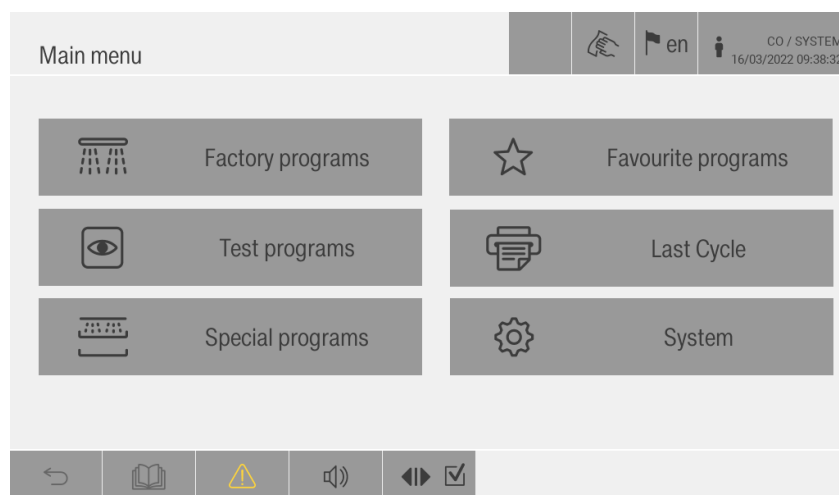 Main menu
en
CO / SYSTEM
16/03/2022 09:38:32
Factory programs
Favourite programs
Test programs
Last Cycle
Special programs
System